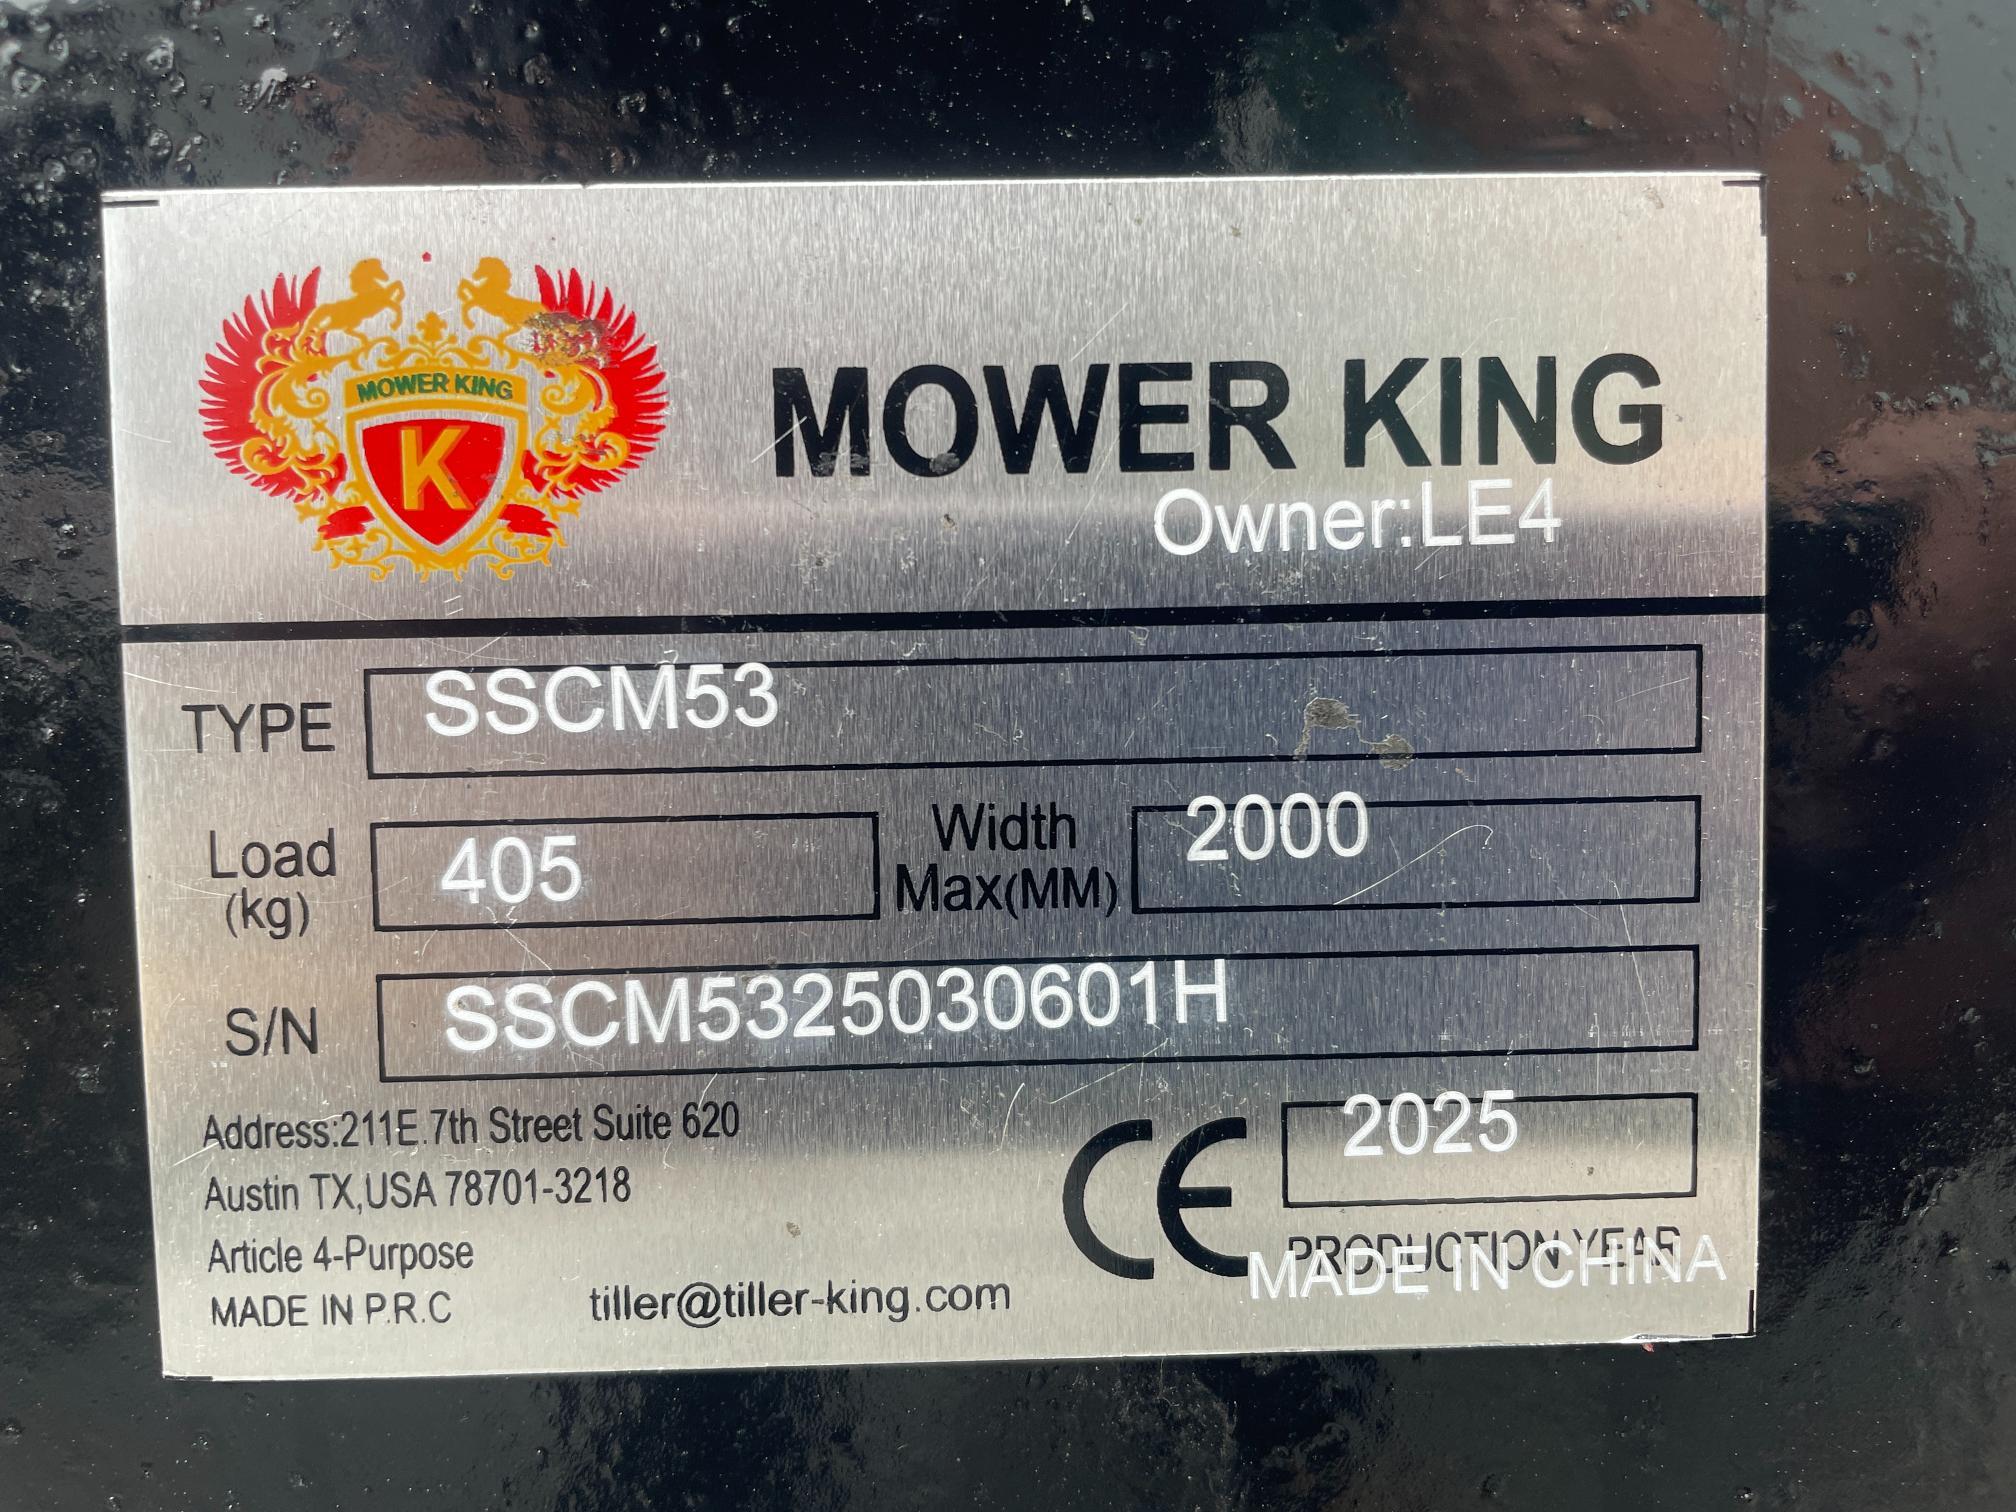 MOWER KING
K
MOWER KING
Owner:LE4
TYPE SSCM53
Load (kg) 405 Width Max(MM) 2000
S/N SSCM5325030601H
Address:211E.7th Street Suite 620
Austin TX,USA 78701-3218
Article 4-Purpose
MADE IN P.R.C
tiller@tiller-king.com
CE
2025
PRODUCTION YEAR
MADE IN CHINA